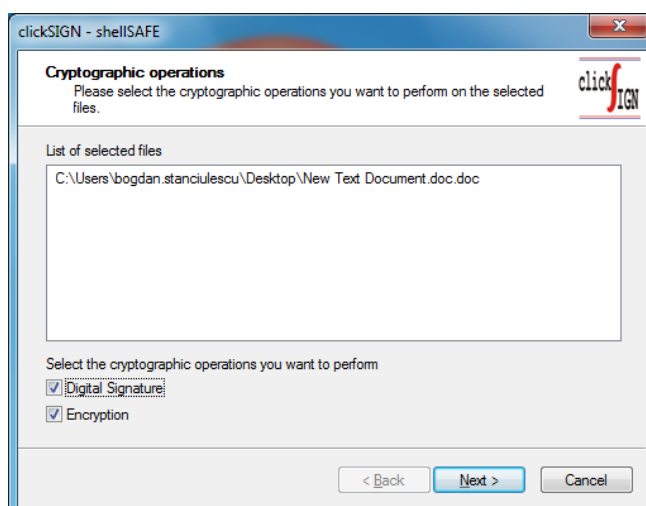 clickSIGN - shellSAFE
Cryptographic operations
Please select the cryptographic operations you want to perform on the selected
files.
click
SIGN
List of selected files
C:\Users\bogdan.stanciulescu\Desktop\New Text Document.doc.doc
Select the cryptographic operations you want to perform
Digital Signature
Encryption
< Back
Next >
Cancel